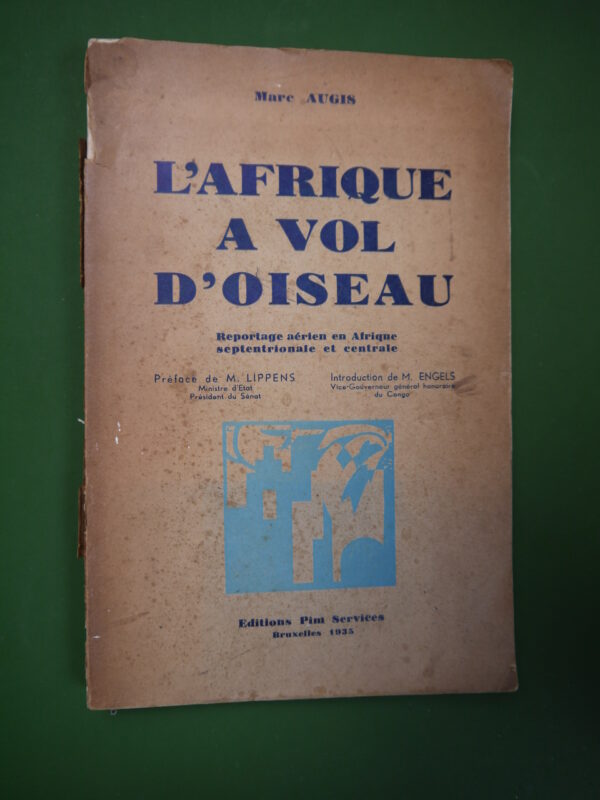 Marc AUGIS
L'AFRIQUE
A VOL
D'OISEAU
Reportage aérien en Afrique
septentrionale et centrale
Préface de M. LIPPENS
Ministre d'Etat
Président du Sénat
Introduction de M. ENGELS
Vice-Gouverneur général honoraire
du Congo
Editions Pim Services
Bruxelles 1935